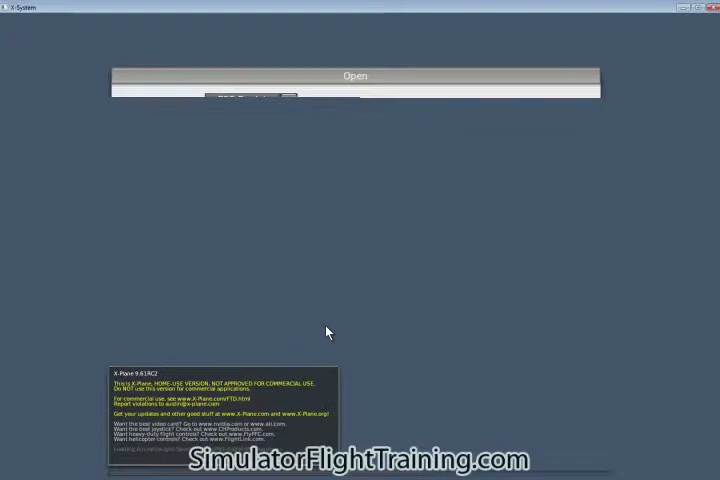 X-System
Open
X-Plane 9.61RC2
This is X-Plane, HOME-USE VERSION, NOT APPROVED FOR COMMERCIAL USE.
Do NOT use this version for commercial applications.
For commercial use, see www.X-Plane.com/FTD.html
Report violations to austin@x-plane.com
Get your updates and other good stuff at www.X-Plane.com and www.X-Plane.org!
Want the best video card? Go to www.nvidia.com or www.ati.com.
Want the best joystick? Check out www.CHProducts.com.
Want heavy-duty flight controls? Check out www.FlyPFC.com.
Want helicopter controls? Check out www.FlightLink.com.
SimulatorFlightTraining.com